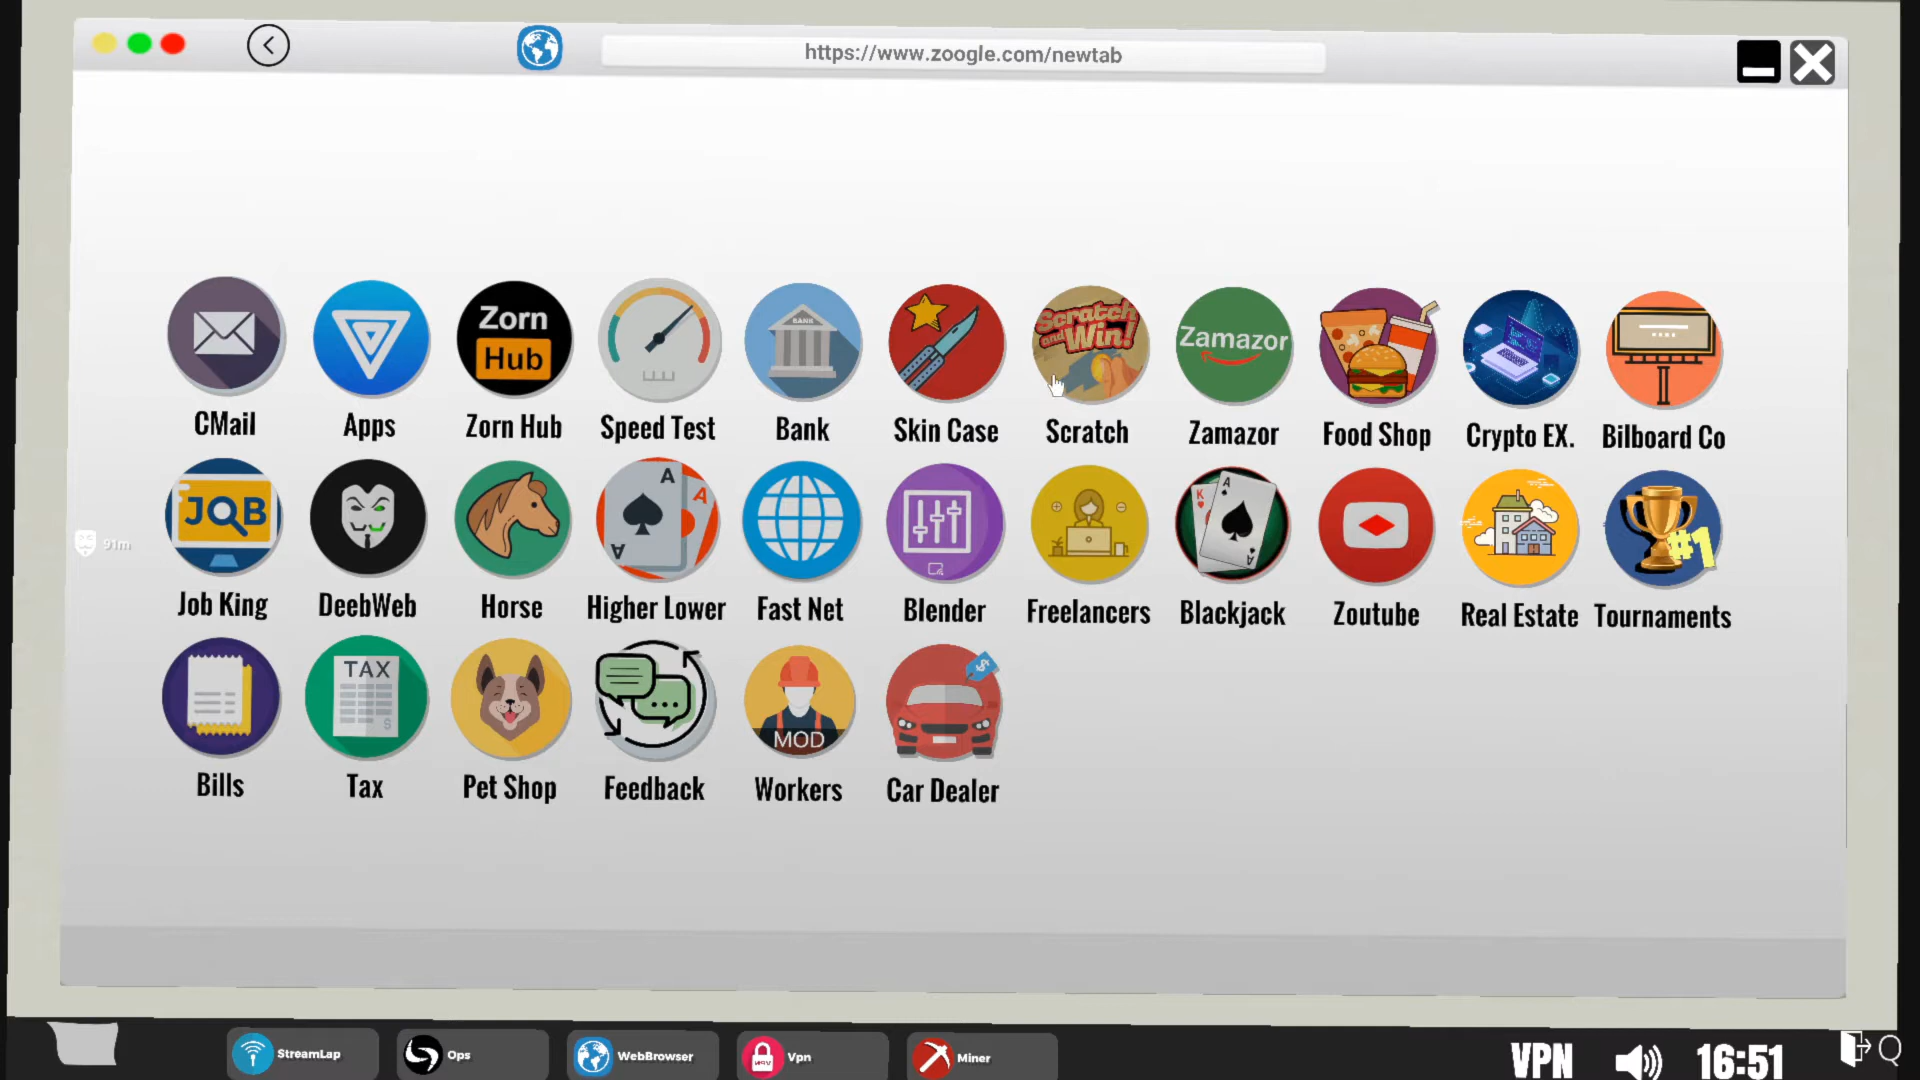 https://www.zoogle.com/newtab
Zorn
Hub
BANK
Scratch
and Win!
Zamazor
CMail
Apps
Zorn Hub
Speed Test
Bank
Skin Case
Scratch
Zamazor
Food Shop
Crypto EX.
Bilboard Co
JOB
A
A
K
A
A
A
#1
91m
Job King
DeebWeb
Horse
Higher Lower
Fast Net
Blender
Freelancers
Blackjack
Zoutube
Real Estate
Tournaments
TAX
$
MOD
$
Bills
Tax
Pet Shop
Feedback
Workers
Car Dealer
StreamLap
Ops
WebBrowser
Vpn
Miner
VPN
16:51
Q